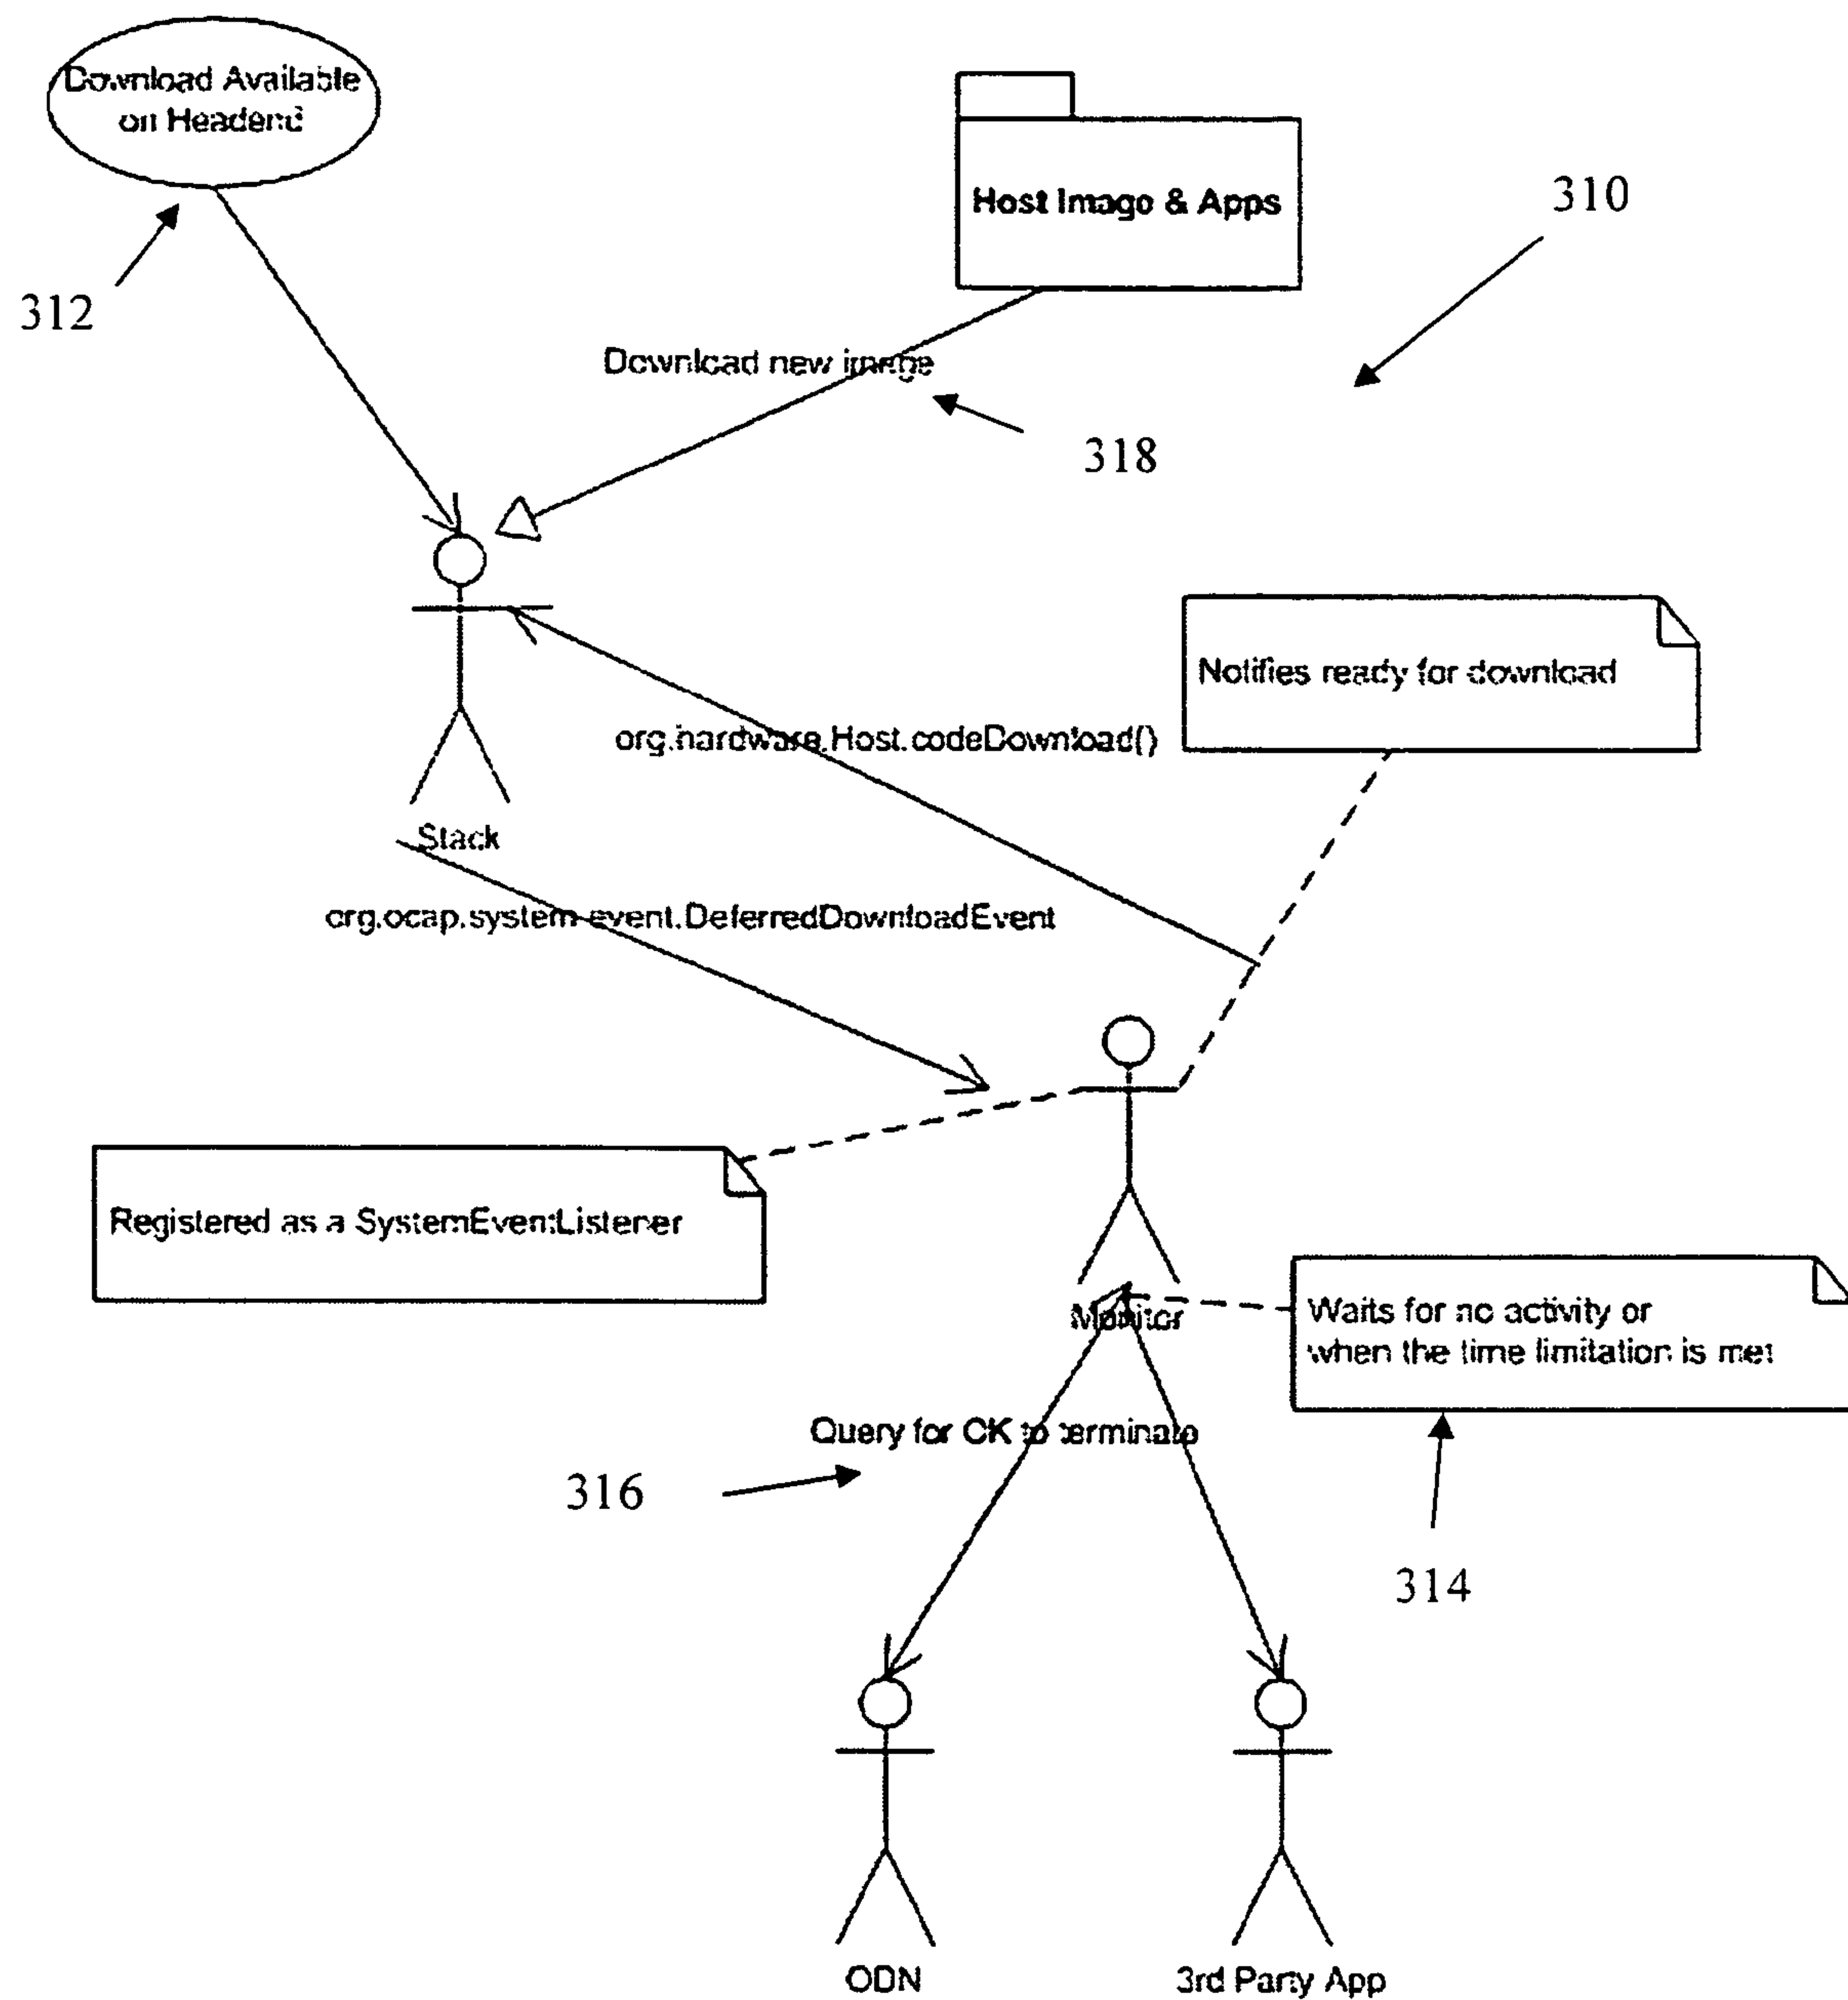 Download Available
on Headend
Host Image & Apps
310
312
Download new image
318
Notifies ready for download
org.hardware.Host.codeDownload()
Stack
org.ocap.system.event.DeferredDownloadEvent
Registered as a SystemEventListener
Monitor
Waits for no activity or
when the time limitation is met
Query for OK to terminate
316
314
ODN
3rd Party App